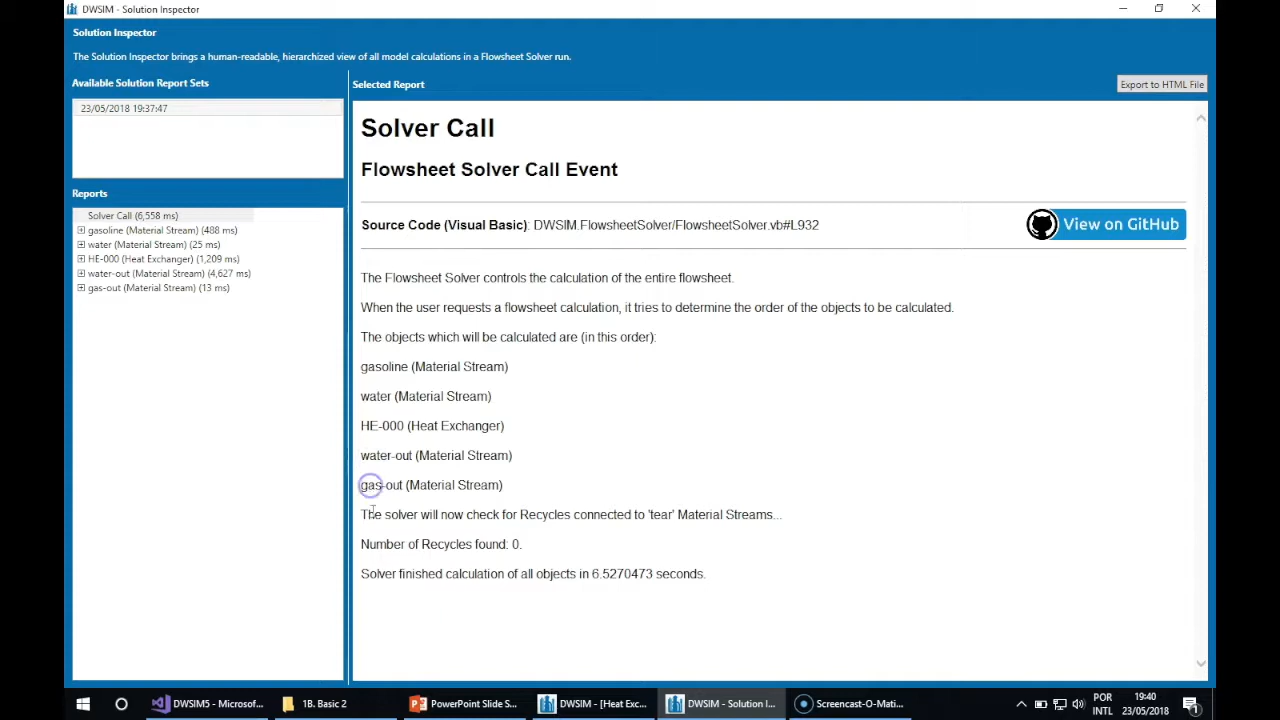 DWSIM - Solution Inspector
Solution Inspector
The Solution Inspector brings a human-readable, hierarchized view of all model calculations in a Flowsheet Solver run.
Available Solution Report Sets
23/05/2018 19:37:47
Reports
Solver Call (6,558 ms)
gasoline (Material Stream) (488 ms)
water (Material Stream) (25 ms)
HE-000 (Heat Exchanger) (1,209 ms)
water-out (Material Stream) (4,627 ms)
gas-out (Material Stream) (13 ms)
Selected Report
Export to HTML File
Solver Call
Flowsheet Solver Call Event
Source Code (Visual Basic): DWSIM.FlowsheetSolver/FlowsheetSolver.vb#L932
View on GitHub
The Flowsheet Solver controls the calculation of the entire flowsheet.
When the user requests a flowsheet calculation, it tries to determine the order of the objects to be calculated.
The objects which will be calculated are (in this order):
gasoline (Material Stream)
water (Material Stream)
HE-000 (Heat Exchanger)
water-out (Material Stream)
gas-out (Material Stream)
The solver will now check for Recycles connected to 'tear' Material Streams...
Number of Recycles found: 0.
Solver finished calculation of all objects in 6.5270473 seconds.
DWSIM5 - Microsof...
1B. Basic 2
PowerPoint Slide S...
DWSIM - [Heat Exc...
DWSIM - Solution I...
Screencast-O-Mati...
POR
INTL
19:40
23/05/2018
1